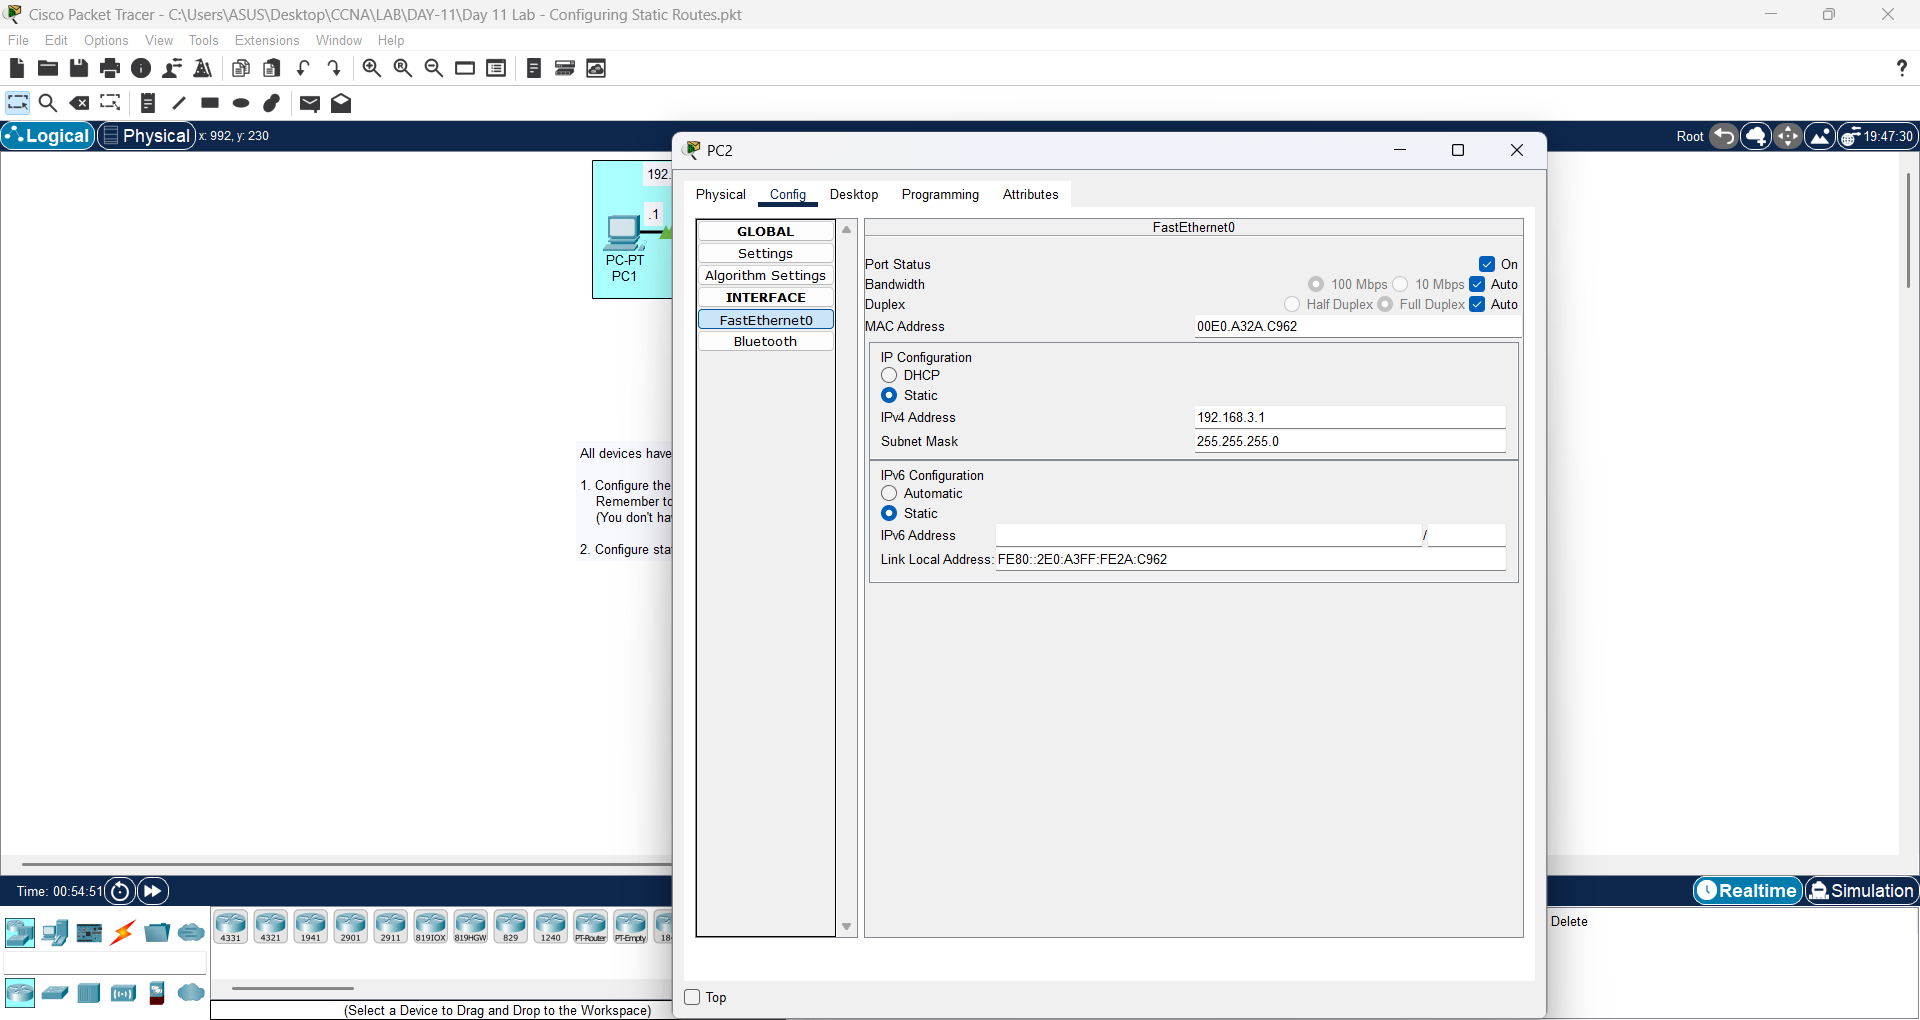 Cisco Packet Tracer - C:\Users\ASUS\Desktop\CCNA\LAB\DAY-11\Day 11 Lab - Configuring Static Routes.pkt
File Edit Options View Tools Extensions Window Help
?
Logical Physical x: 992, y: 230 Root 19:47:30
PC2
Physical Config Desktop Programming Attributes
192.
.1
PC-PT
PC1
GLOBAL
Settings
Algorithm Settings
INTERFACE
FastEthernet0
Bluetooth
FastEthernet0
Port Status On
Bandwidth 100 Mbps 10 Mbps Auto
Duplex Half Duplex Full Duplex Auto
MAC Address 00E0.A32A.C962
IP Configuration
DHCP
Static
IPv4 Address 192.168.3.1
Subnet Mask 255.255.255.0
IPv6 Configuration
Automatic
Static
IPv6 Address /
Link Local Address: FE80::2E0:A3FF:FE2A:C962
All devices have
1. Configure the
Remember to
(You don't ha
2. Configure sta
Top
Time: 00:54:51 Realtime Simulation
4331 4321 1941 2901 2911 819IOX 819HGW 829 1240 PT-Router PT-Empty 18
(Select a Device to Drag and Drop to the Workspace)
Delete